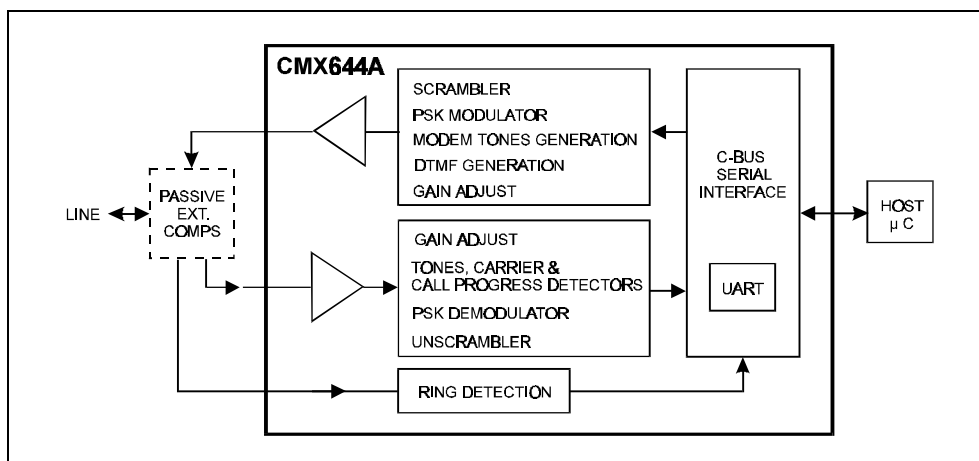 CMX644A
SCRAMBLER
PSK MODULATOR
MODEM TONES GENERATION
DTMF GENERATION
GAIN ADJUST
C-BUS
SERIAL
INTERFACE
UART
HOST
µ C
LINE
PASSIVE
EXT.
COMPS
GAIN ADJUST
TONES, CARRIER &
CALL PROGRESS DETECTORS
PSK DEMODULATOR
UNSCRAMBLER
RING DETECTION